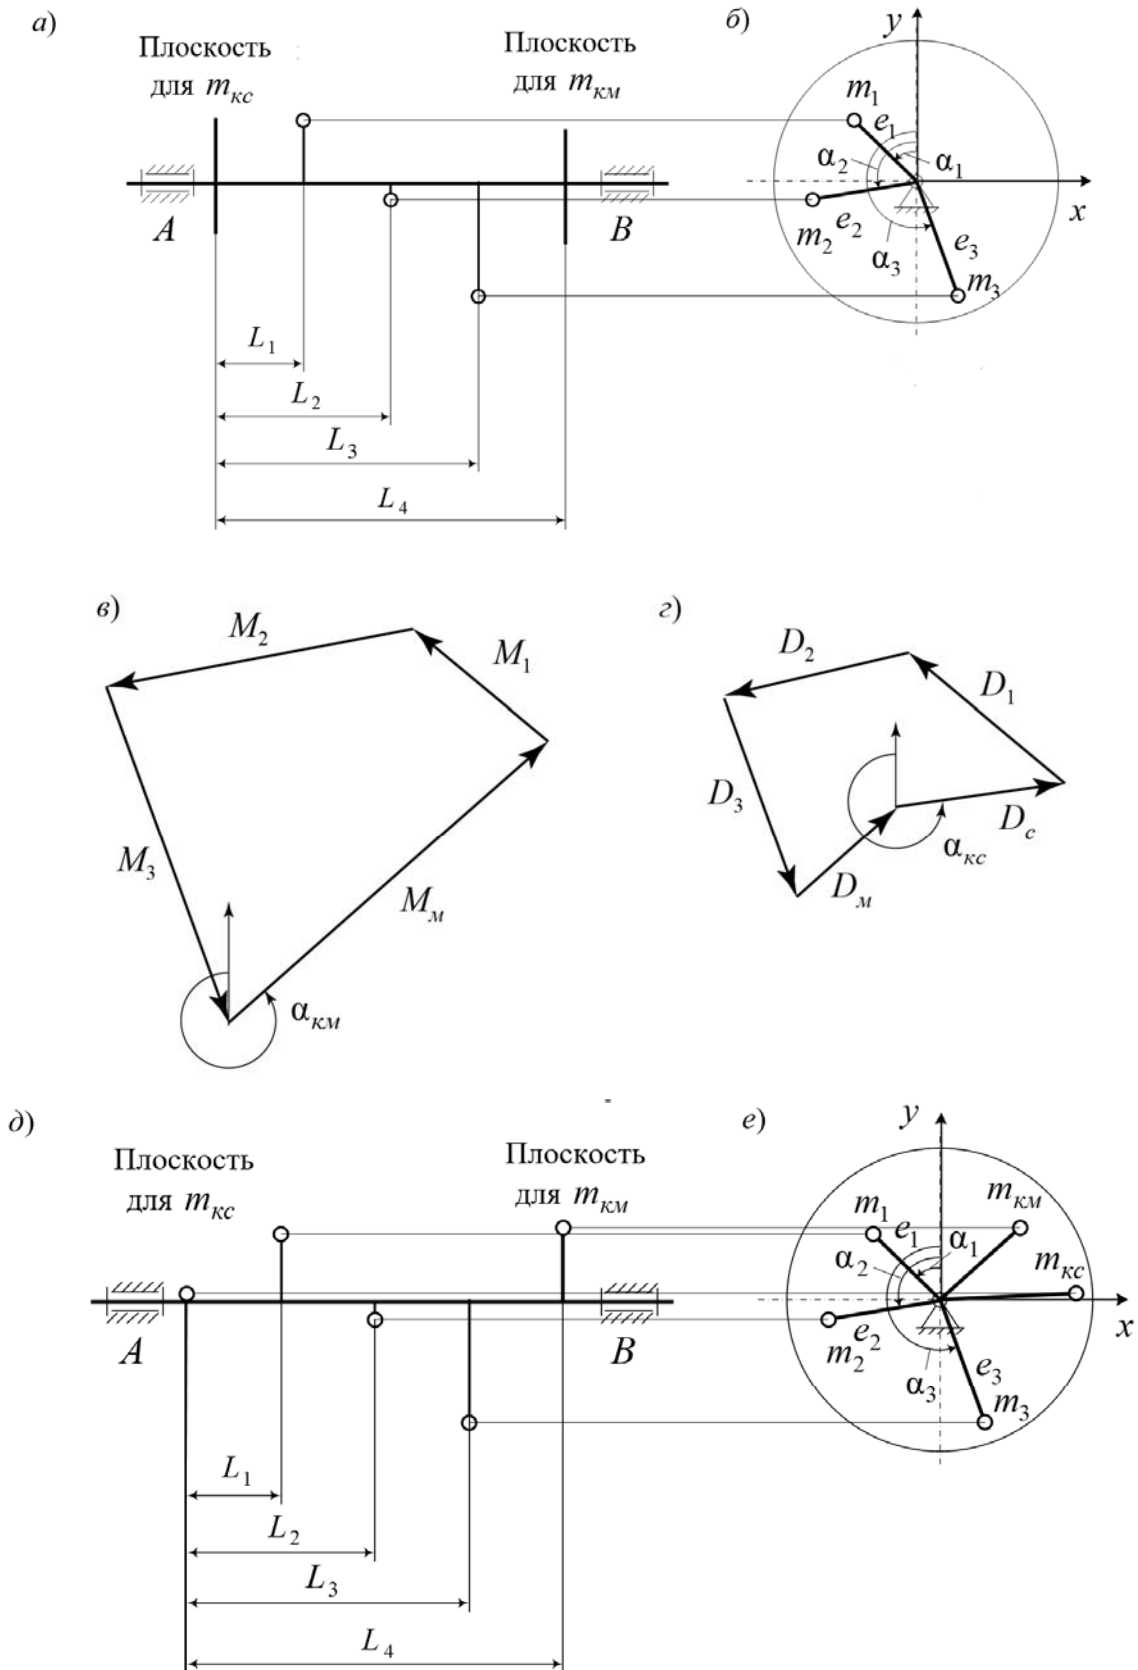 а)
Плоскость
для m_кс
Плоскость
для m_км
A
B
L_1
L_2
L_3
L_4
б)
y
x
m_1
e_1
α_2
α_1
m_2
e_2
α_3
e_3
m_3
в)
M_2
M_1
M_3
M_м
α_км
г)
D_2
D_1
D_3
D_с
α_кс
D_м
д)
Плоскость
для m_кс
Плоскость
для m_км
A
B
L_1
L_2
L_3
L_4
е)
y
x
m_1
e_1
α_1
m_км
α_2
m_кс
e_2
m_2
α_3
e_3
m_3